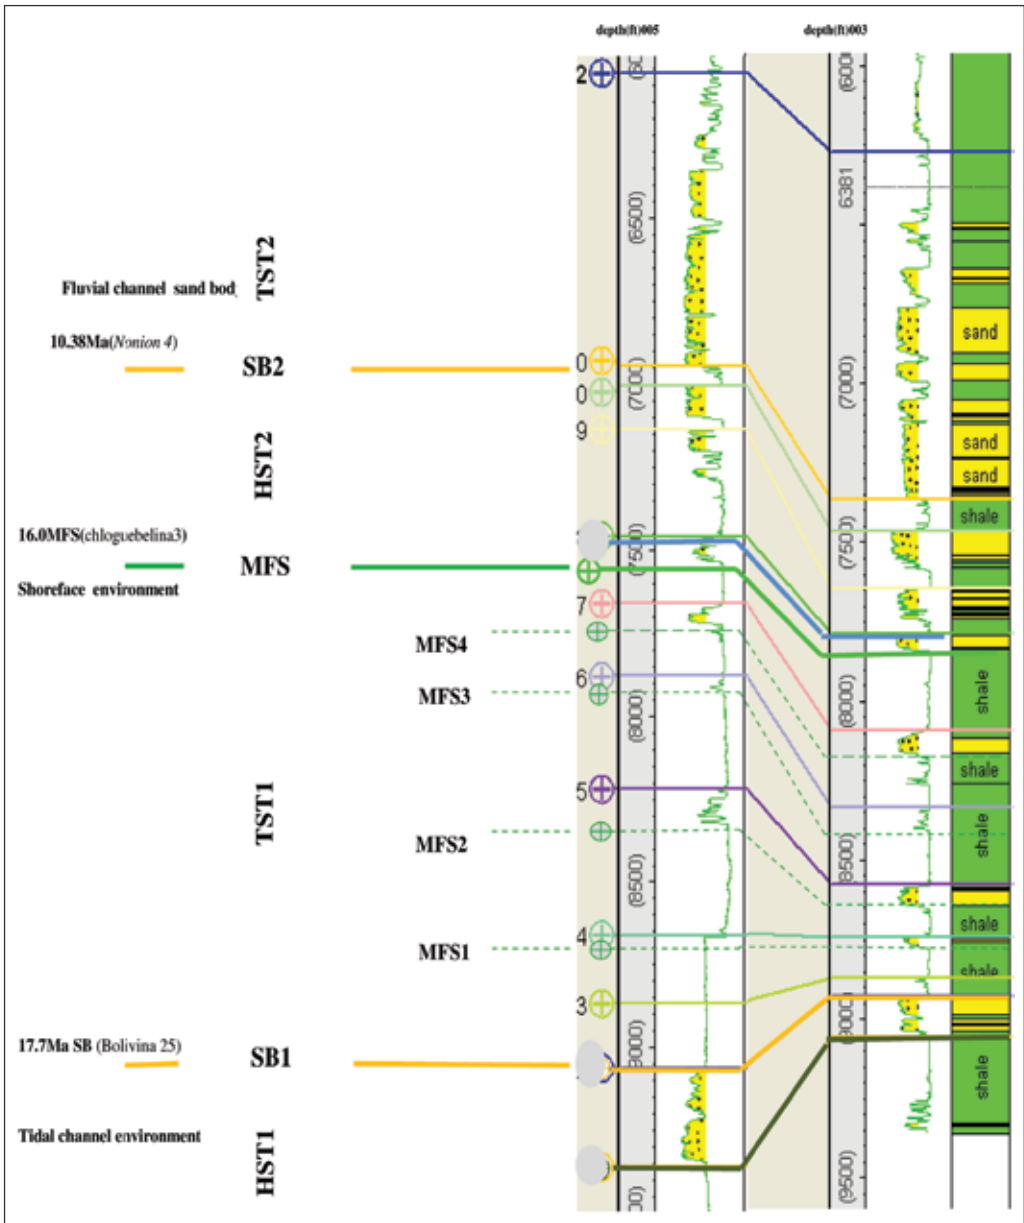 depth(ft)005
depth(ft)003
2
(600
6381
(6500)
TST2
Fluvial channel sand bod
sand
10.38Ma(Nonion 4)
SB2
0
0
(7000)
(7000)
9
HST2
sand
sand
shale
16.0MFS(chloguebelina3)
MFS
(7500)
(7500)
Shoreface environment
7
MFS4
6
MFS3
shale
(8000)
(8000)
shale
5
TST1
MFS2
shale
(8500)
(8500)
shale
4
MFS1
shale
3
17.7Ma SB (Bolivina 25)
SB1
9000)
9000)
shale
Tidal channel environment
HST1
(9500)